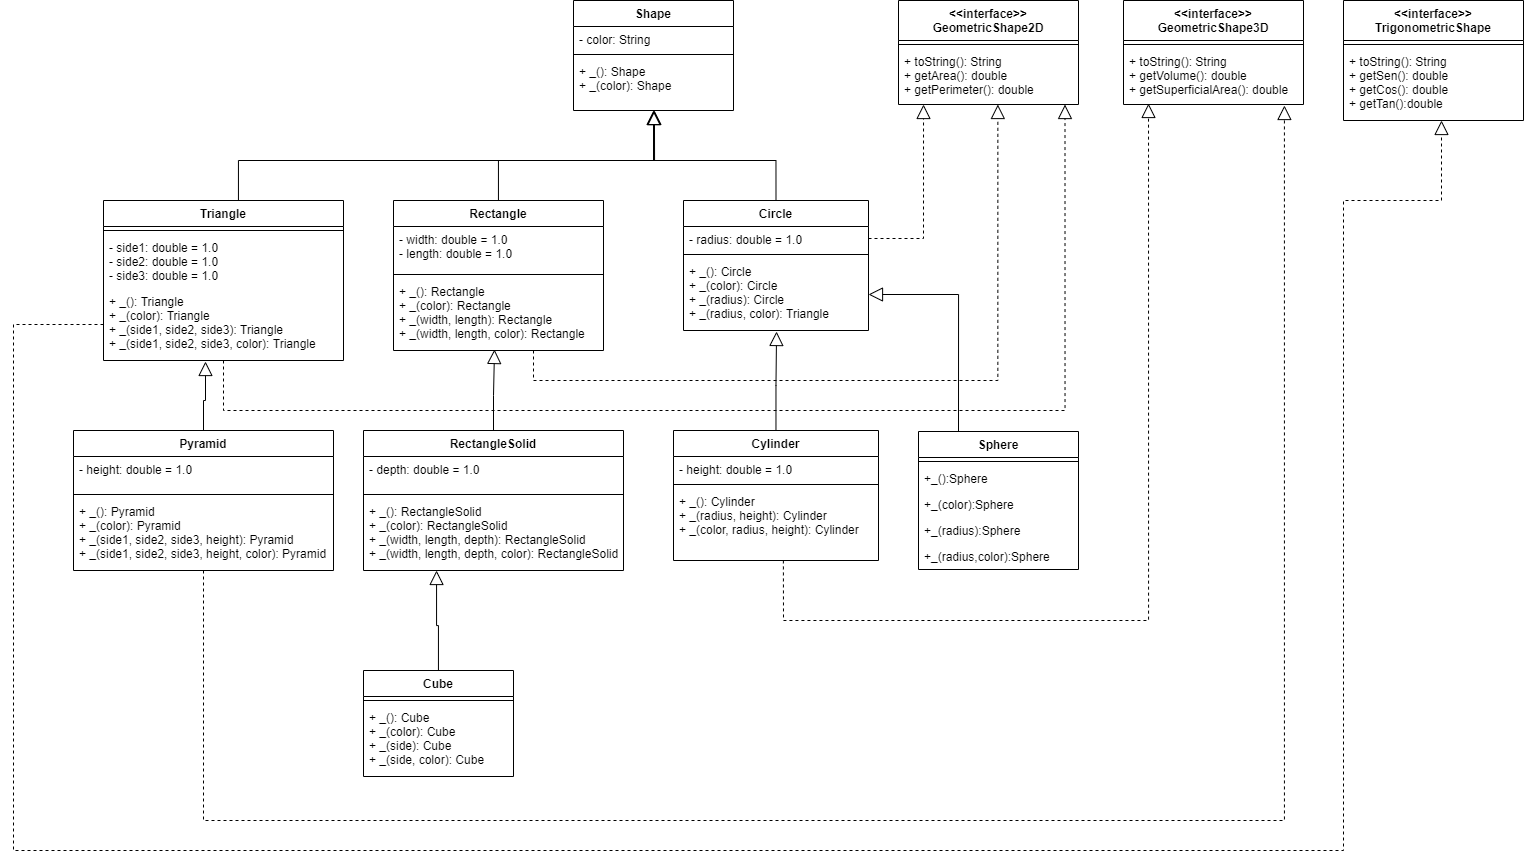 Shape
- color: String
+ _(): Shape
+ _(color): Shape
<<interface>>
GeometricShape2D
+ toString(): String
+ getArea(): double
+ getPerimeter(): double
<<interface>>
GeometricShape3D
+ toString(): String
+ getVolume(): double
+ getSuperficialArea(): double
<<interface>>
TrigonometricShape
+ toString(): String
+ getSen(): double
+ getCos(): double
+ getTan():double
Triangle
- side1: double = 1.0
- side2: double = 1.0
- side3: double = 1.0
+ _(): Triangle
+ _(color): Triangle
+ _(side1, side2, side3): Triangle
+ _(side1, side2, side3, color): Triangle
Rectangle
- width: double = 1.0
- length: double = 1.0
+ _(): Rectangle
+ _(color): Rectangle
+ _(width, length): Rectangle
+ _(width, length, color): Rectangle
Circle
- radius: double = 1.0
+ _(): Circle
+ _(color): Circle
+ _(radius): Circle
+ _(radius, color): Triangle
Pyramid
- height: double = 1.0
+ _(): Pyramid
+ _(color): Pyramid
+ _(side1, side2, side3, height): Pyramid
+ _(side1, side2, side3, height, color): Pyramid
RectangleSolid
- depth: double = 1.0
+ _(): RectangleSolid
+ _(color): RectangleSolid
+ _(width, length, depth): RectangleSolid
+ _(width, length, depth, color): RectangleSolid
Cylinder
- height: double = 1.0
+ _(): Cylinder
+ _(radius, height): Cylinder
+ _(color, radius, height): Cylinder
Sphere
+_():Sphere
+_(color):Sphere
+_(radius):Sphere
+_(radius,color):Sphere
Cube
+ _(): Cube
+ _(color): Cube
+ _(side): Cube
+ _(side, color): Cube